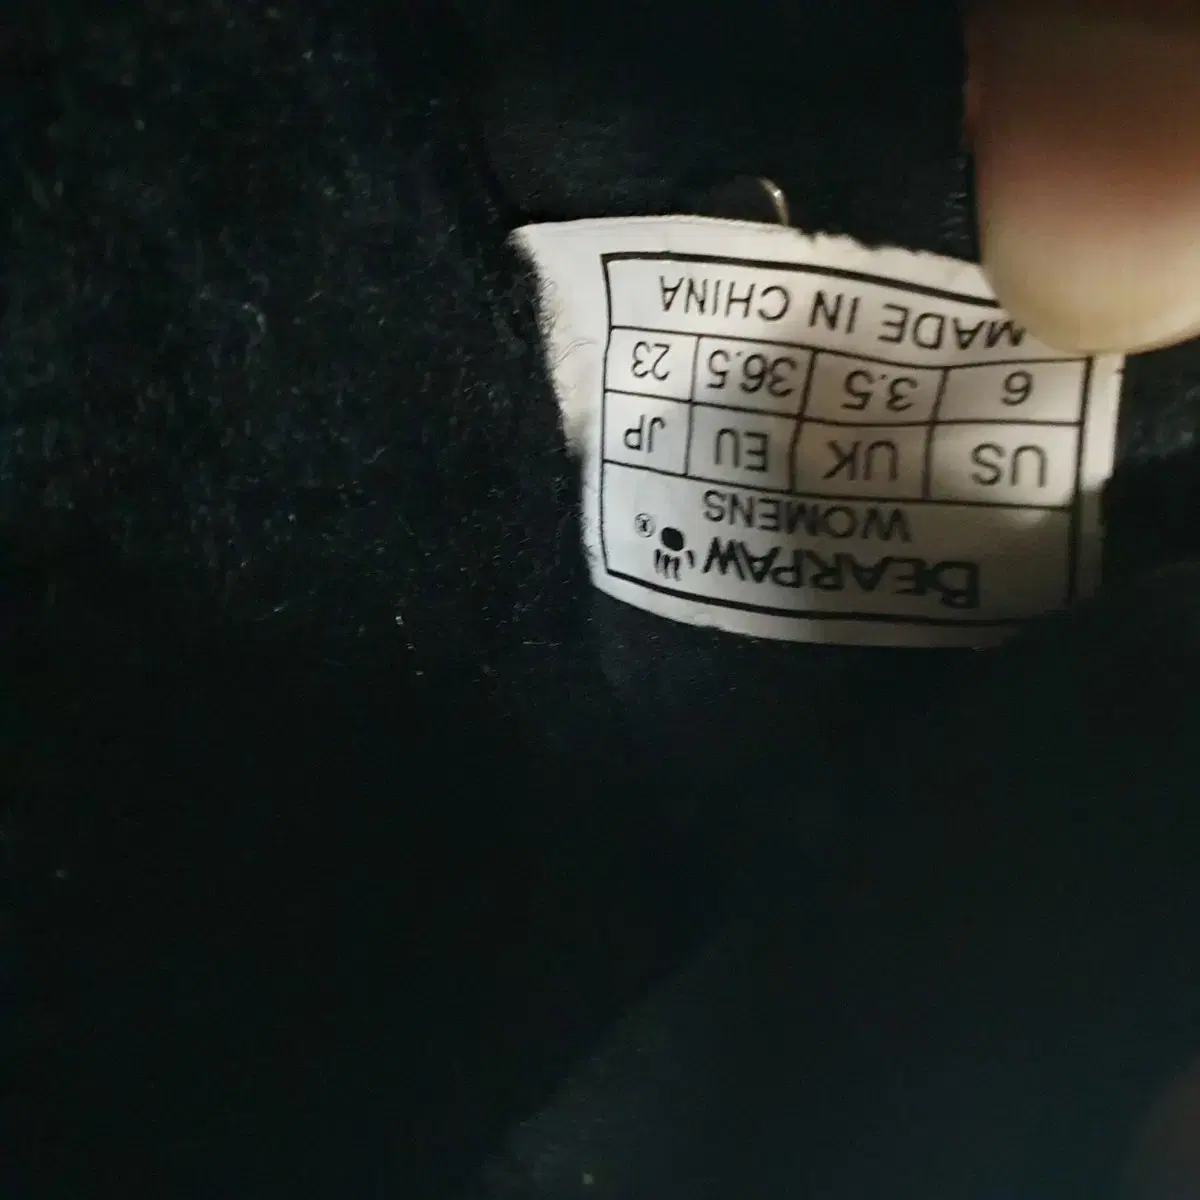 BEARPAW®
WOMENS
US UK EU JP
6 3.5 36.5 23
MADE IN CHINA